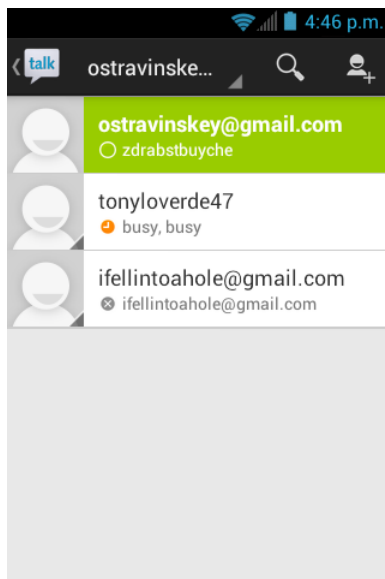 4:46 p.m.
talk
ostravinske...
ostravinskey@gmail.com
zdrabstbuyche
tonyloverde47
busy, busy
ifellintoahole@gmail.com
ifellintoahole@gmail.com